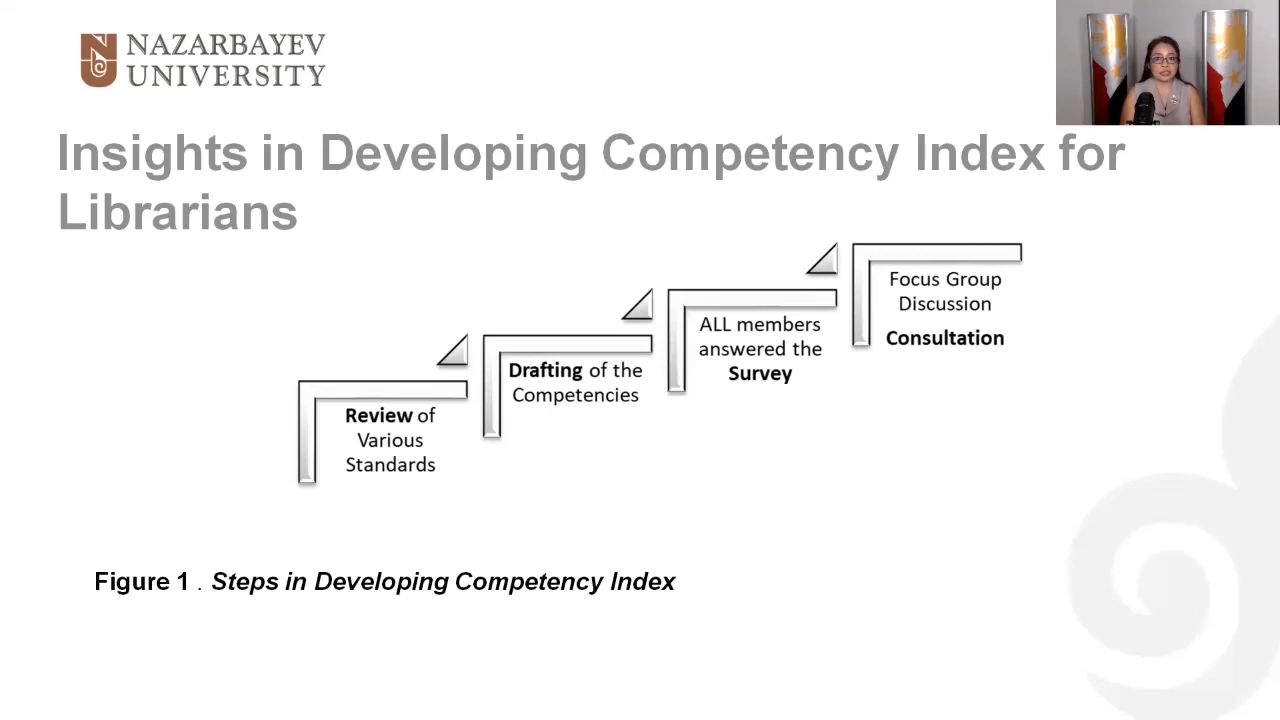 NAZARBAYEV
UNIVERSITY
Insights in Developing Competency Index for
Librarians
Review of
Various
Standards
Drafting of the
Competencies
ALL members
answered the
Survey
Focus Group
Discussion
Consultation
Figure 1 . Steps in Developing Competency Index